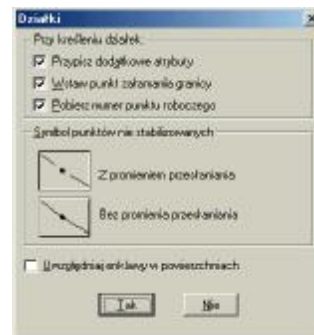 Działki
Przy kreśleniu działek:
Przypisz dodatkowe atrybuty
Wstaw punkt załamania granicy
Pobierz numer punktu roboczego
Symbol punktów nie stabilizowanych
Z promieniem przesłaniania
Bez promienia przesłaniania
Uwzględniaj enklawy w powierzchniach
Tak
Nie